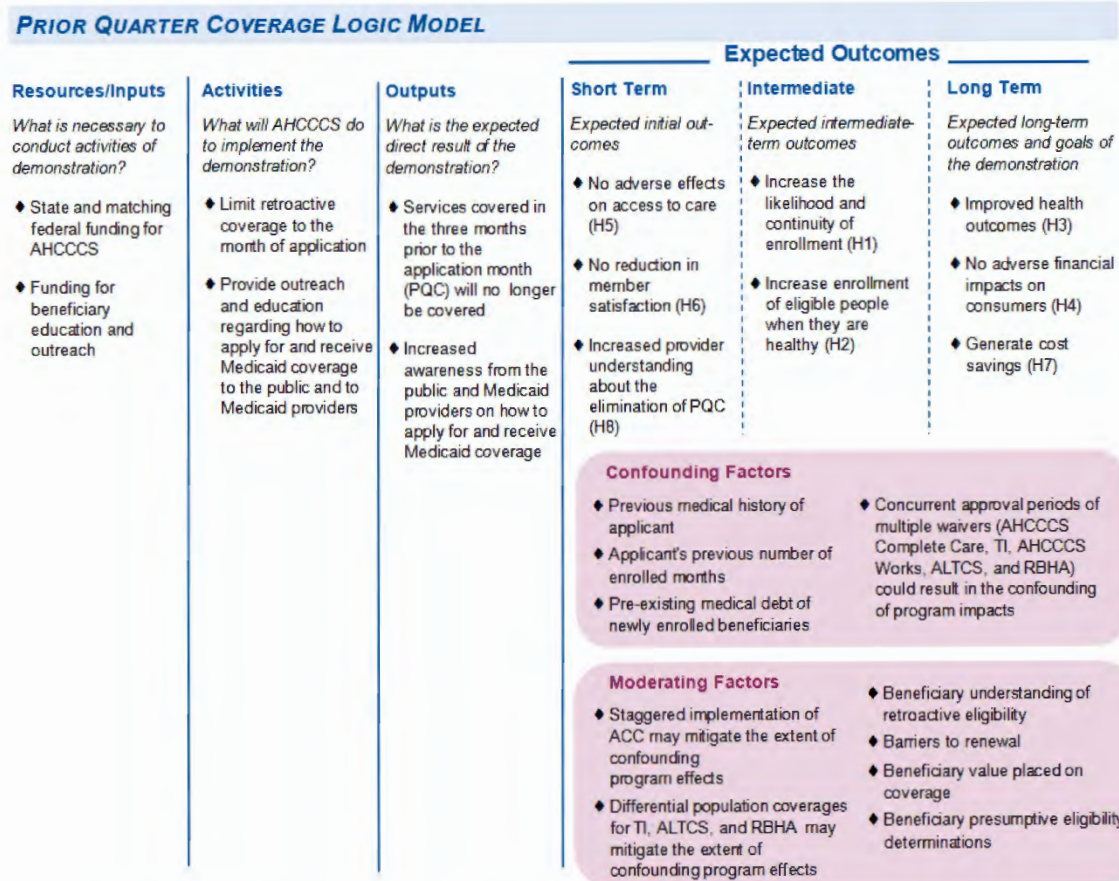 PRIOR QUARTER COVERAGE LOGIC MODEL
Expected Outcomes
Resources/Inputs
What is necessary to
conduct activities of
demonstration?
♦ State and matching
federal funding for
AHCCCS
♦ Funding for
beneficiary
education and
outreach
Activities
What will AHCCCS do
to implement the
demonstration?
♦ Limit retroactive
coverage to the
month of application
♦ Provide outreach
and education
regarding how to
apply for and receive
Medicaid coverage
to the public and to
Medicaid providers
Outputs
What is the expected
direct result of the
demonstration?
♦ Services covered in
the three months
prior to the
application month
(PQC) will no longer
be covered
♦ Increased
awareness from the
public and Medicaid
providers on how to
apply for and receive
Medicaid coverage
Short Term
Expected initial out-
comes
♦ No adverse effects
on access to care
(H5)
♦ No reduction in
member
satisfaction (H6)
♦ Increased provider
understanding
about the
elimination of PQC
(H8)
Intermediate
Expected intermediate-
term outcomes
♦ Increase the
likelihood and
continuity of
enrollment (H1)
♦ Increase enrollment
of eligible people
when they are
healthy (H2)
Long Term
Expected long-term
outcomes and goals of
the demonstration
♦ Improved health
outcomes (H3)
♦ No adverse financial
impacts on
consumers (H4)
♦ Generate cost
savings (H7)
Confounding Factors
♦ Previous medical history of
applicant
♦ Applicant's previous number of
enrolled months
♦ Pre-existing medical debt of
newly enrolled beneficiaries
♦ Concurrent approval periods of
multiple waivers (AHCCCS
Complete Care, TI, AHCCCS
Works, ALTCS, and RBHA)
could result in the confounding
of program impacts
Moderating Factors
♦ Staggered implementation of
ACC may mitigate the extent of
confounding
program effects
♦ Differential population coverages
for TI, ALTCS, and RBHA may
mitigate the extent of
confounding program effects
♦ Beneficiary understanding of
retroactive eligibility
♦ Barriers to renewal
♦ Beneficiary value placed on
coverage
♦ Beneficiary presumptive eligibility
determinations